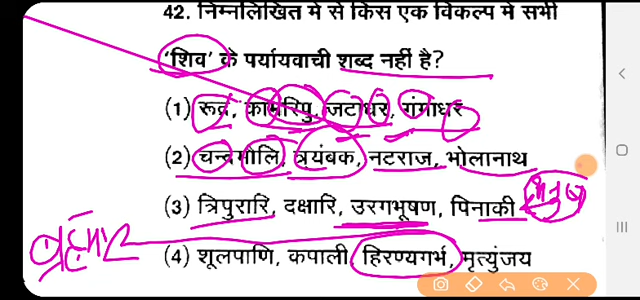 42. निम्नलिखित मे से किस एक विकल्प मे सभी
'शिव' के पर्यायवाची शब्द नहीं है?
(1) रूद्र, कामरिपु, जटाधर, गंगाधर
(2) चन्द्रमौलि, त्रयंबक, नटराज, भोलानाथ
(3) त्रिपुरारि, दक्षारि, उरगभूषण, पिनाकी धनुष
(4) शूलपाणि, कपाली, हिरण्यगर्भ, मृत्युंजय